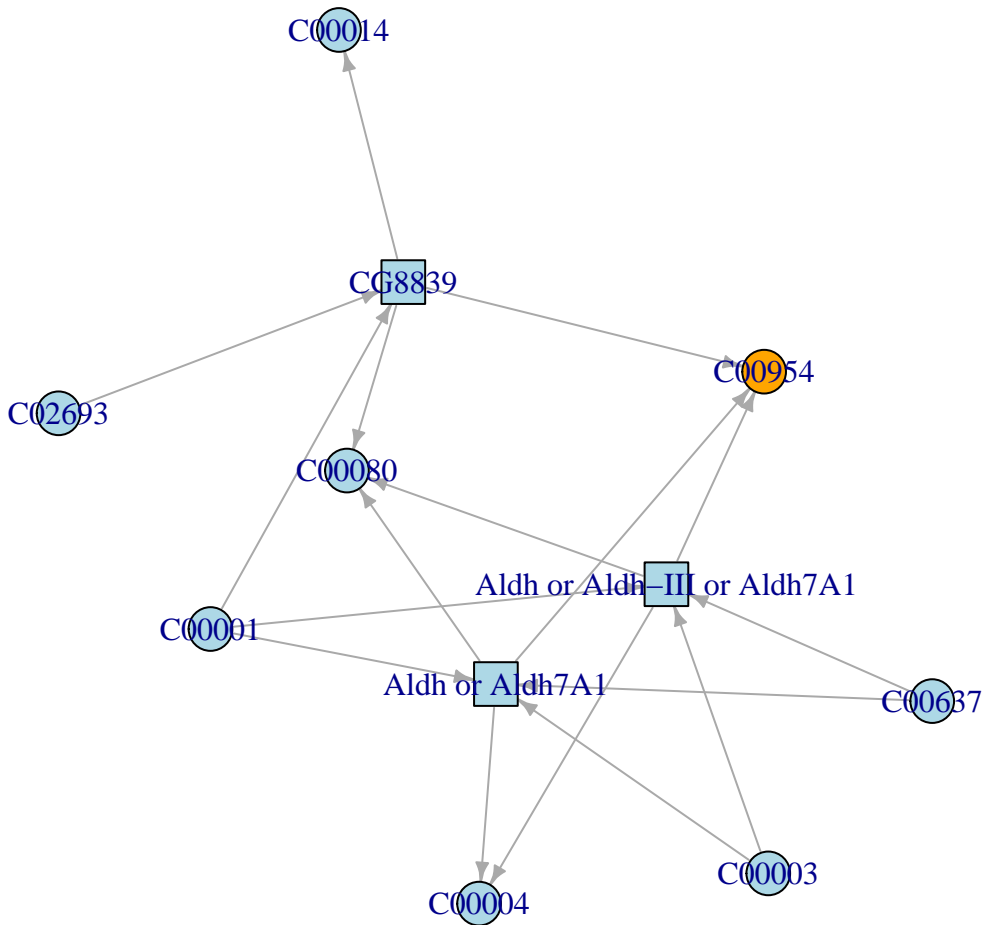 C00014
CG8839
C00954
C02693
C00080
Aldh or Aldh−III or Aldh7A1
C00001
Aldh or Aldh7A1
C00637
C00003
C00004